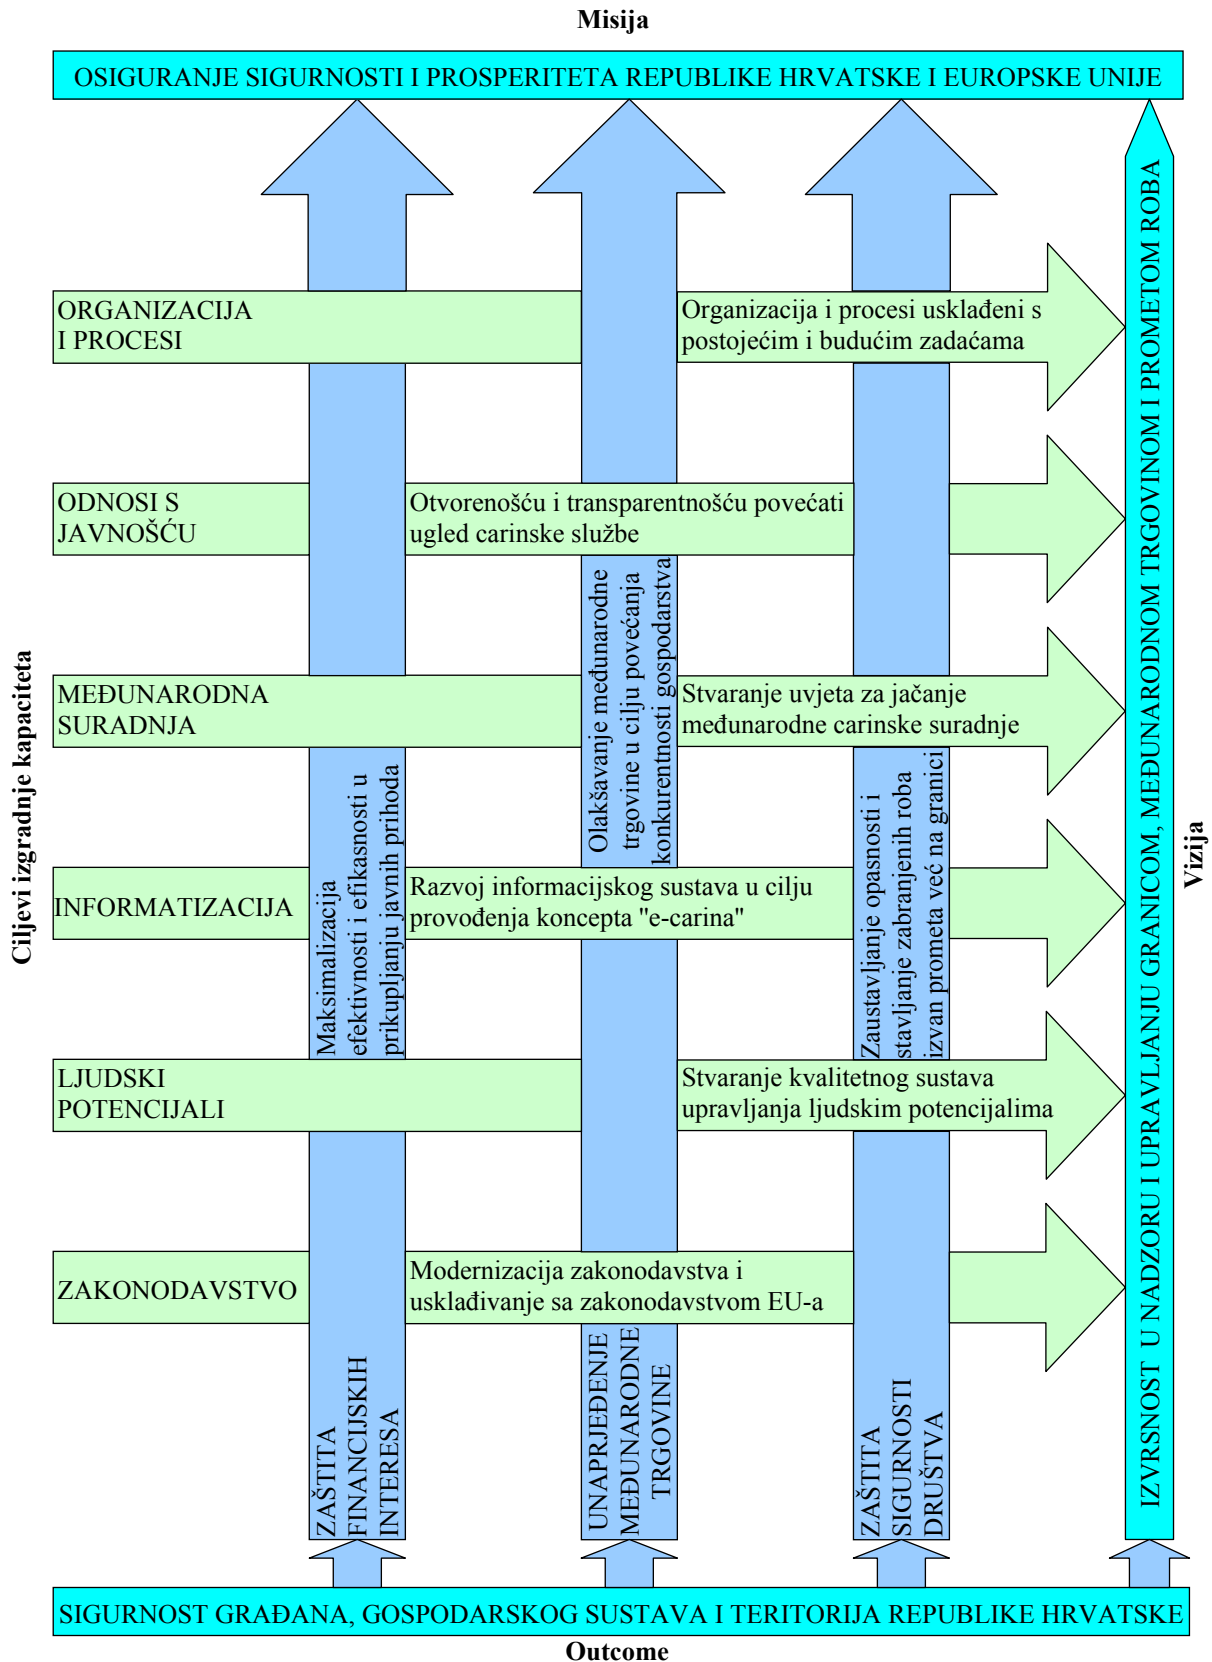 Misija
OSIGURANJE SIGURNOSTI I PROSPERITETA REPUBLIKE HRVATSKE I EUROPSKE UNIJE
ORGANIZACIJA
I PROCESI
Organizacija i procesi usklađeni s
postojećim i budućim zadaćama
ODNOSI S
JAVNOŠĆU
Otvorenošću i transparentnošću povećati
ugled carinske službe
MEĐUNARODNA
SURADNJA
Stvaranje uvjeta za jačanje
međunarodne carinske suradnje
INFORMATIZACIJA
Razvoj informacijskog sustava u cilju
provođenja koncepta "e-carina"
LJUDSKI
POTENCIJALI
Stvaranje kvalitetnog sustava
upravljanja ljudskim potencijalima
ZAKONODAVSTVO
Modernizacija zakonodavstva i
usklađivanje sa zakonodavstvom EU-a
Ciljevi izgradnje kapaciteta
Maksimalizacija
efektivnosti i efikasnosti u
prikupljanju javnih prihoda
ZAŠTITA
FINANCIJSKIH
INTERESA
Olakšavanje međunarodne
trgovine u cilju povećanja
konkurentnosti gospodarstva
UNAPRJEĐENJE
MEĐUNARODNE
TRGOVINE
Zaustavljanje opasnosti i
stavljanje zabranjenih roba
izvan prometa već na granici
ZAŠTITA
SIGURNOSTI
DRUŠTVA
IZVRSNOST U NADZORU I UPRAVLJANJU GRANICOM, MEĐUNARODNOM TRGOVINOM I PROMETOM ROBA
Vizija
SIGURNOST GRAĐANA, GOSPODARSKOG SUSTAVA I TERITORIJA REPUBLIKE HRVATSKE
Outcome